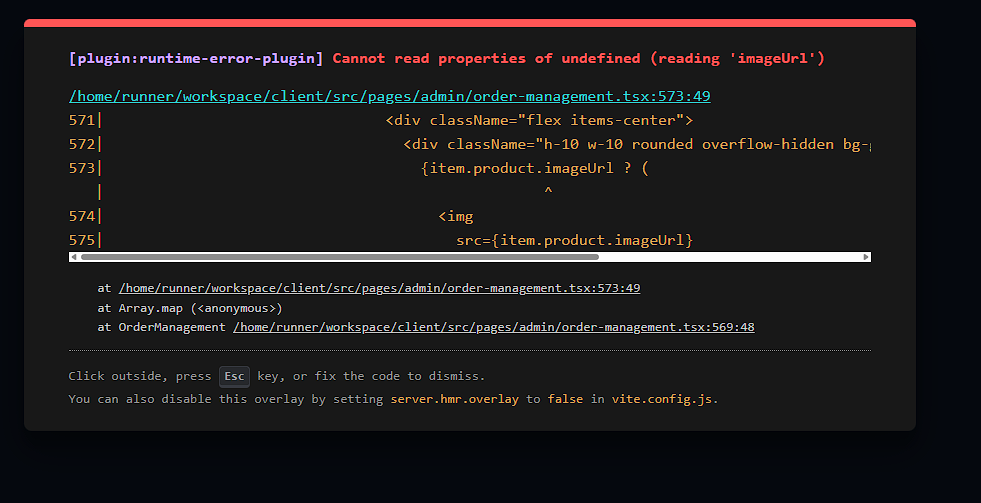 [plugin:runtime-error-plugin] Cannot read properties of undefined (reading 'imageUrl')
/home/runner/workspace/client/src/pages/admin/order-management.tsx:573:49
571|                                <div className="flex items-center">
572|                                  <div className="h-10 w-10 rounded overflow-hidden
573|                                    {item.product.imageUrl ? (
   |                                                  ^
574|                                      <img
575|                                        src={item.product.imageUrl}
at /home/runner/workspace/client/src/pages/admin/order-management.tsx:573:49
at Array.map (<anonymous>)
at OrderManagement /home/runner/workspace/client/src/pages/admin/order-management.tsx:569:48
Click outside, press Esc key, or fix the code to dismiss.
You can also disable this overlay by setting server.hmr.overlay to false in vite.config.js.